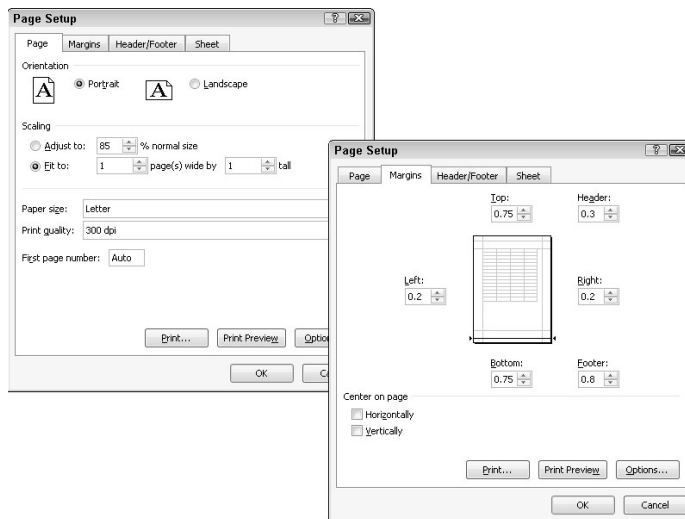 Page Setup
Page Margins Header/Footer Sheet
Orientation
A Portrait A Landscape
Scaling
Adjust to: 85 % normal size
Fit to: 1 page(s) wide by 1 tall
Paper size: Letter
Print quality: 300 dpi
First page number: Auto
Print... Print Preview
OK
Page Setup
Page Margins Header/Footer Sheet
Top: Header:
0.75 0.3
Left: Right:
0.2 0.2
Bottom: Footer:
0.75 0.8
Center on page
Horizontally
Vertically
Print... Print Preview Options...
OK Cancel